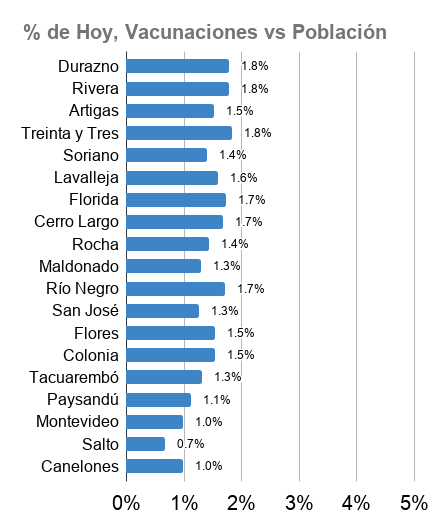 % de Hoy, Vacunaciones vs Población
Durazno 1.8%
Rivera 1.8%
Artigas 1.5%
Treinta y Tres 1.8%
Soriano 1.4%
Lavalleja 1.6%
Florida 1.7%
Cerro Largo 1.7%
Rocha 1.4%
Maldonado 1.3%
Río Negro 1.7%
San José 1.3%
Flores 1.5%
Colonia 1.5%
Tacuarembó 1.3%
Paysandú 1.1%
Montevideo 1.0%
Salto 0.7%
Canelones 1.0%
0% 1% 2% 3% 4% 5%